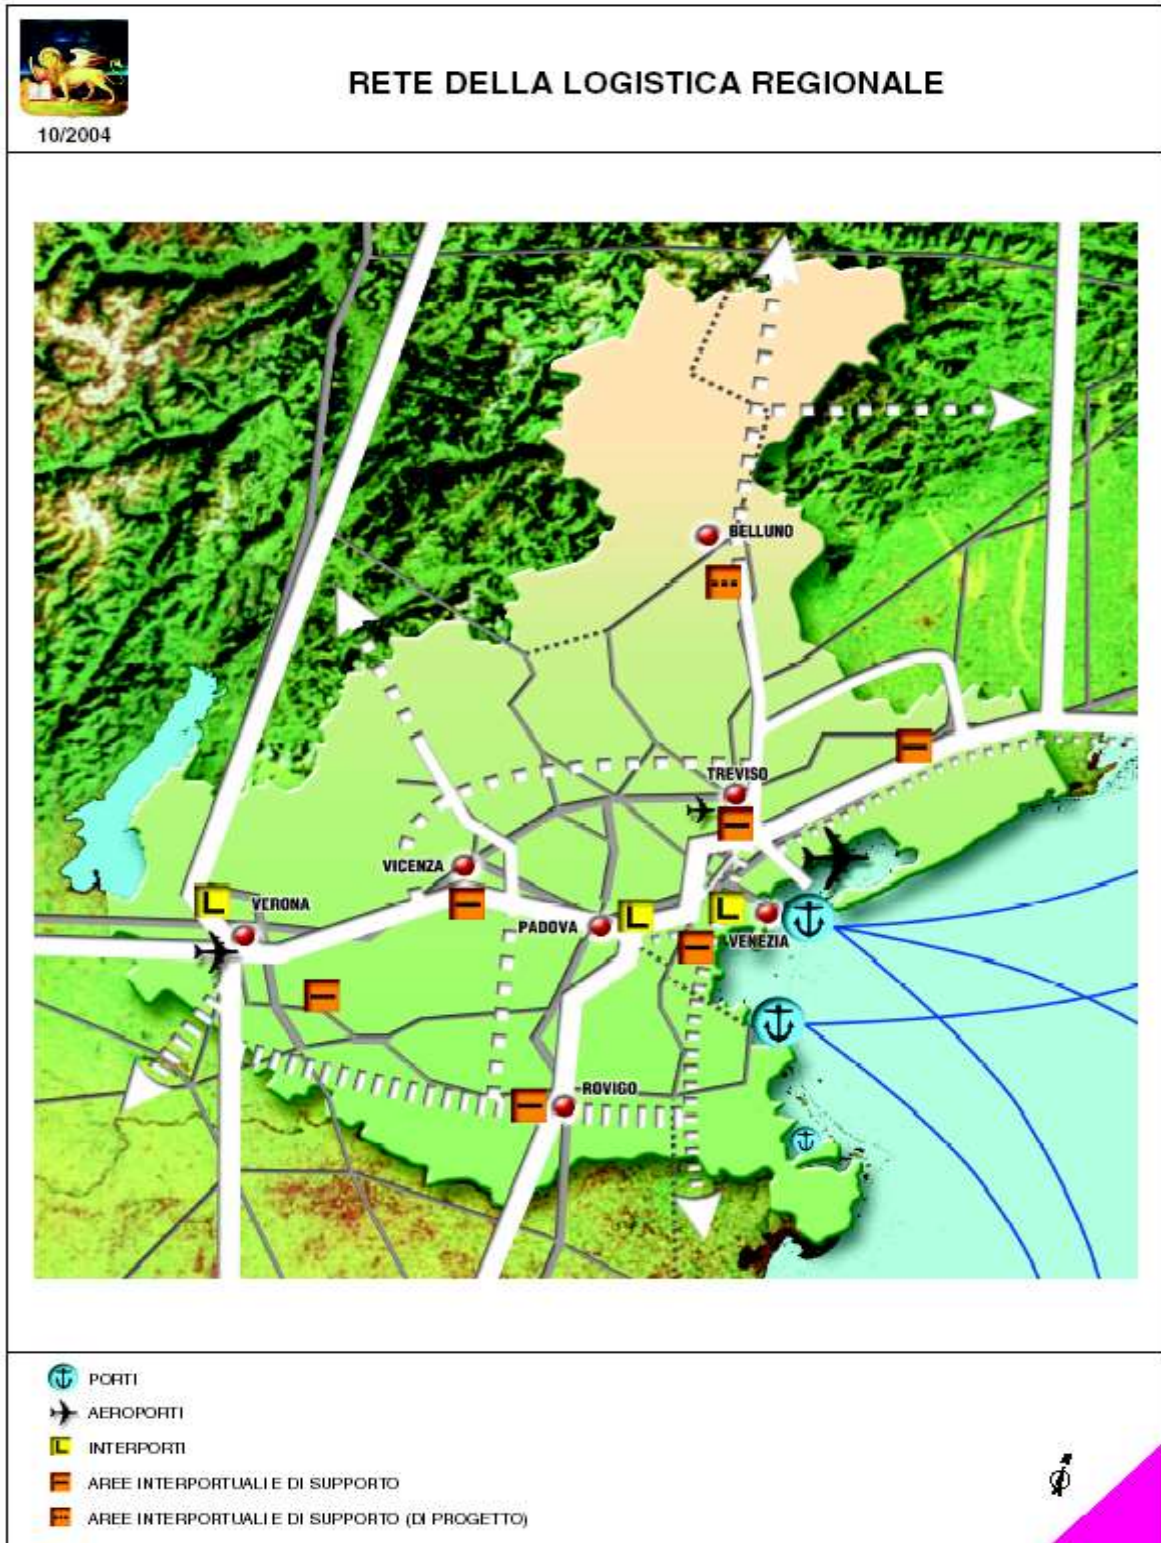 RETE DELLA LOGISTICA REGIONALE
10/2004
BELLUNO
TREVISO
VICENZA
VERONA
PADOVA
VENEZIA
ROVIGO
PORTI
AEROPORTI
INTERPORTI
AREE INTERPORTUALI E DI SUPPORTO
AREE INTERPORTUALI E DI SUPPORTO (DI PROGETTO)